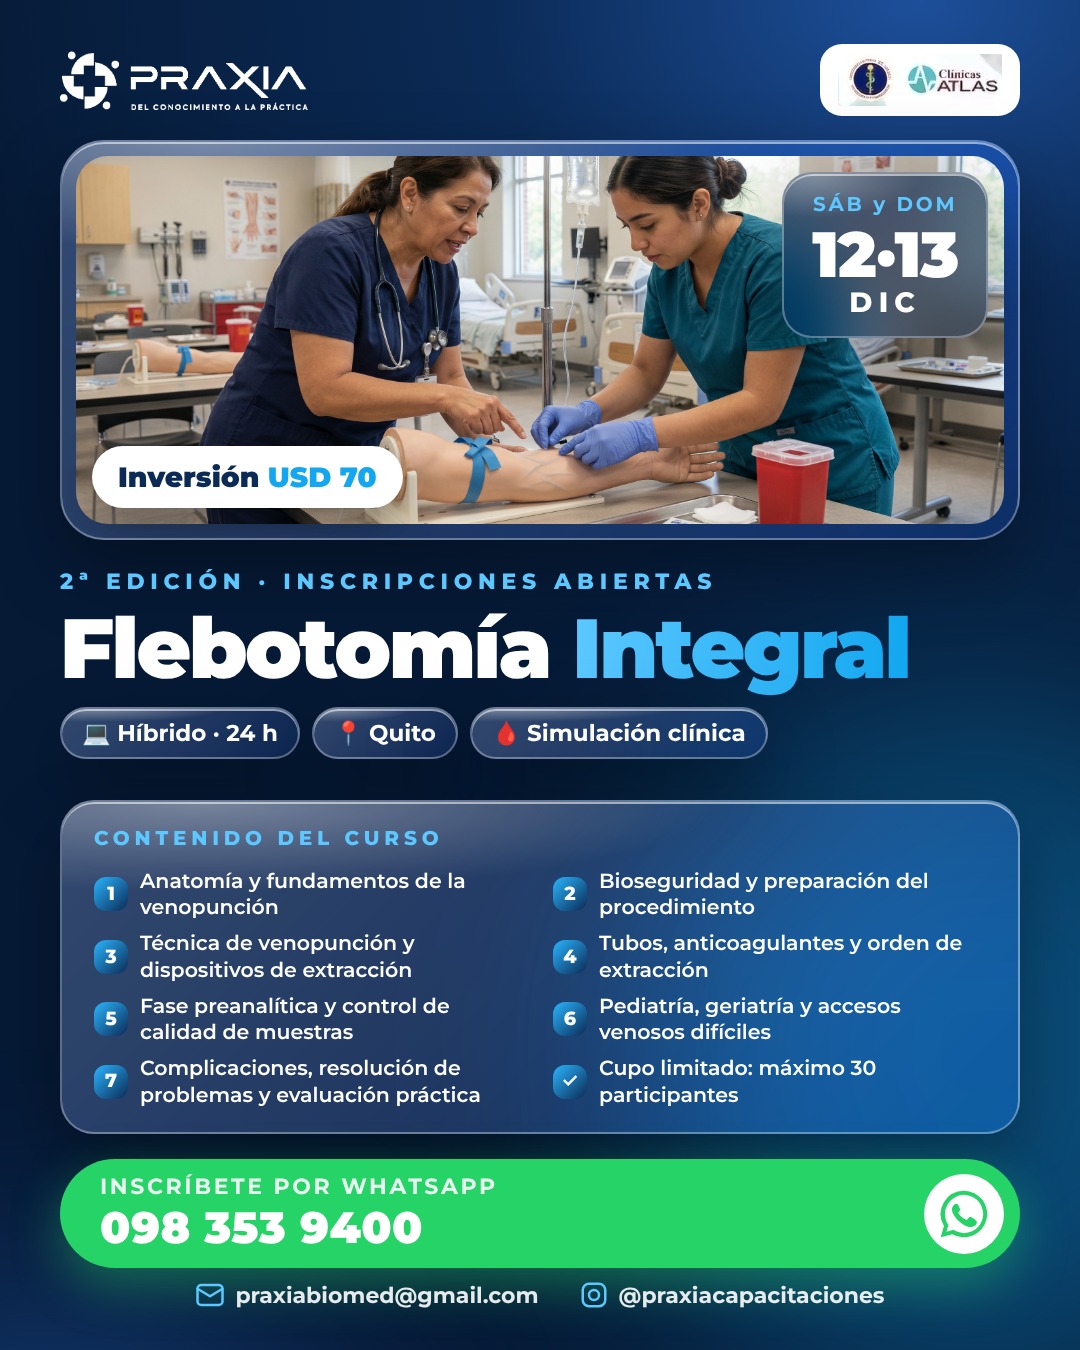 PRAXIA
DEL CONOCIMIENTO A LA PRÁCTICA
Clínicas
ATLAS
SÁB y DOM
12•13
DIC
Inversión USD 70
2ª EDICIÓN · INSCRIPCIONES ABIERTAS
Flebotomía Integral
Híbrido · 24 h
Quito
Simulación clínica
CONTENIDO DEL CURSO
1 Anatomía y fundamentos de la
venopunción
2 Bioseguridad y preparación del
procedimiento
3 Técnica de venopunción y
dispositivos de extracción
4 Tubos, anticoagulantes y orden de
extracción
5 Fase preanalítica y control de
calidad de muestras
6 Pediatría, geriatría y accesos
venosos difíciles
7 Complicaciones, resolución de
problemas y evaluación práctica
Cupo limitado: máximo 30
participantes
INSCRÍBETE POR WHATSAPP
098 353 9400
praxiabiomed@gmail.com
@praxiacapacitaciones